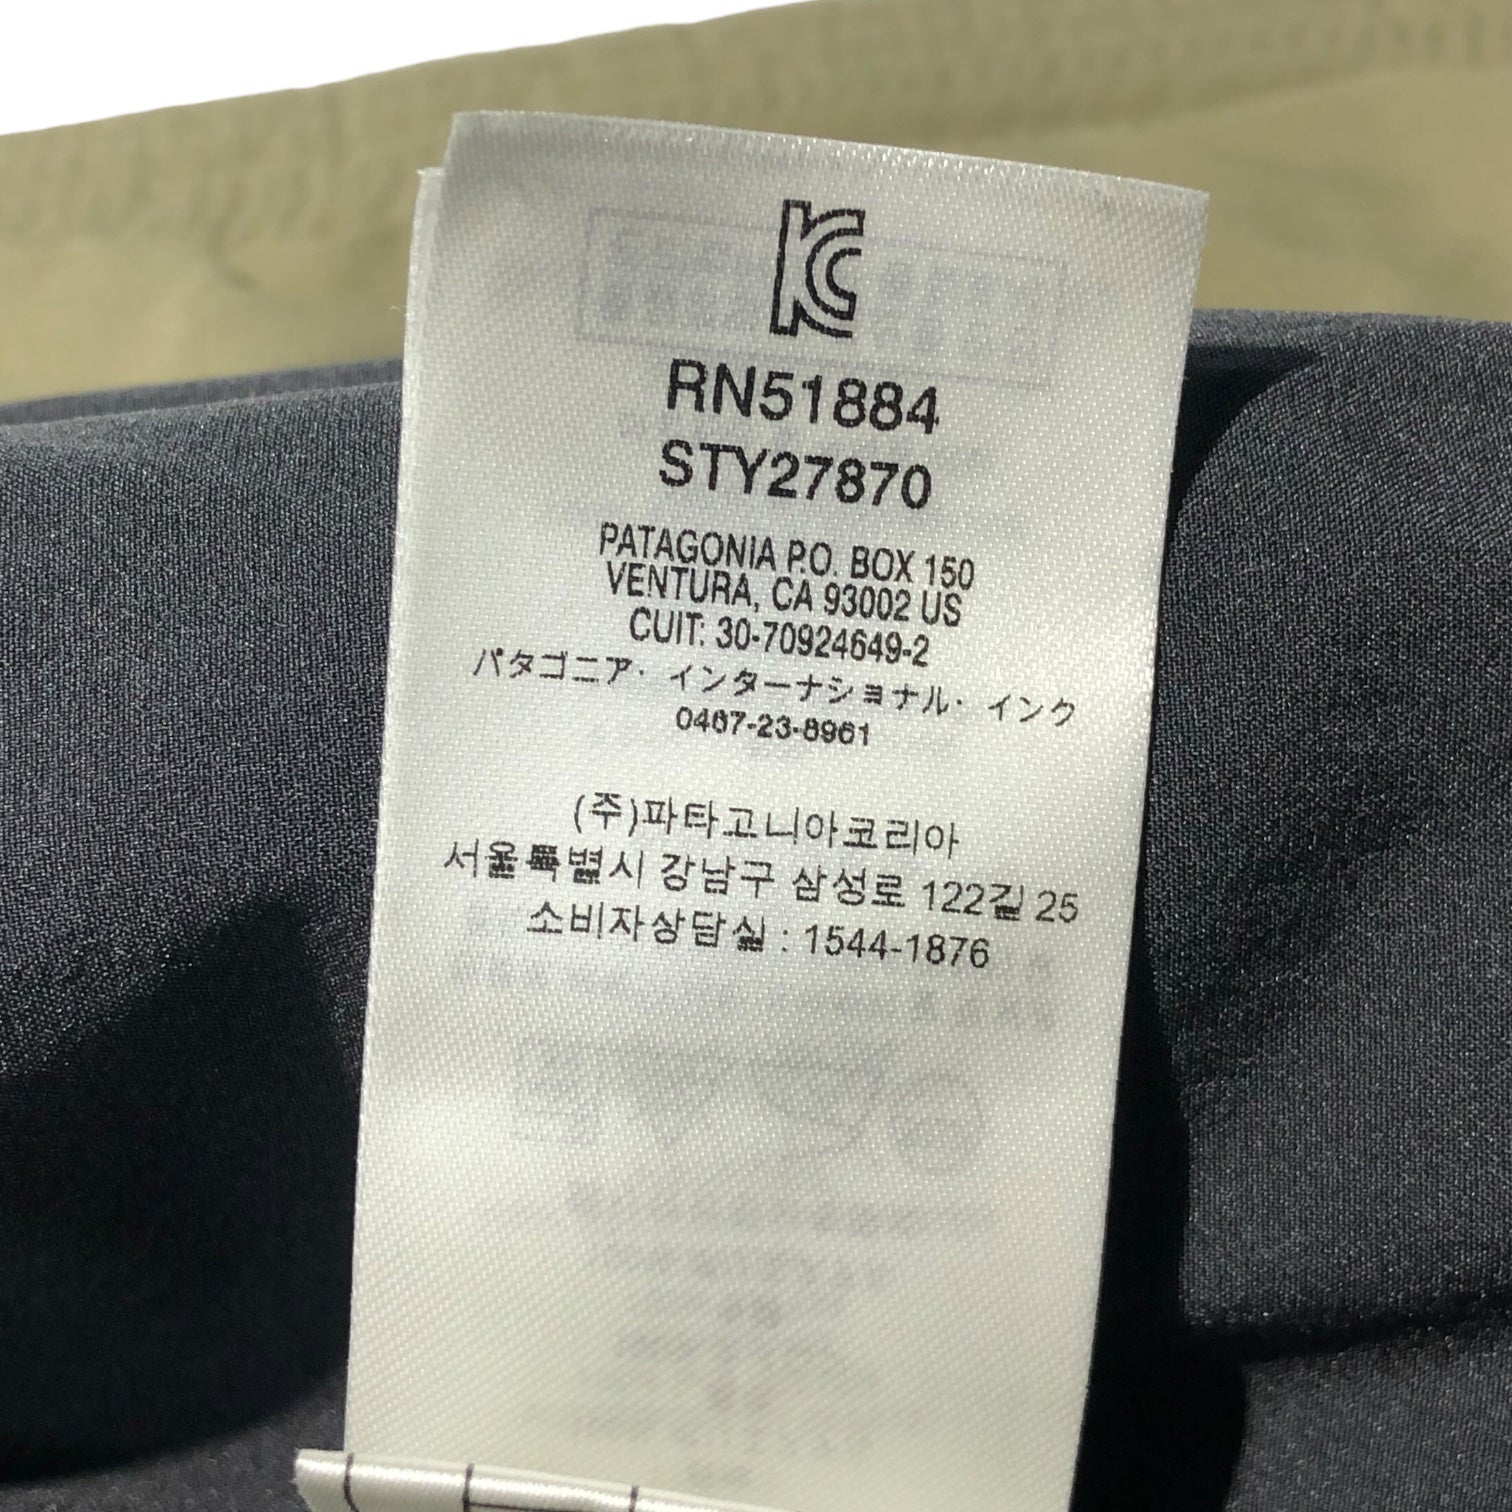 KC
RN51884
STY27870
PATAGONIA P.O. BOX 150
VENTURA, CA 93002 US
CUIT: 30-70924649-2
パタゴニア・インターナショナル・インク
0467-23-8961
(주)파타고니아코리아
서울특별시 강남구 삼성로 122길 25
소비자상담실 : 1544-1876